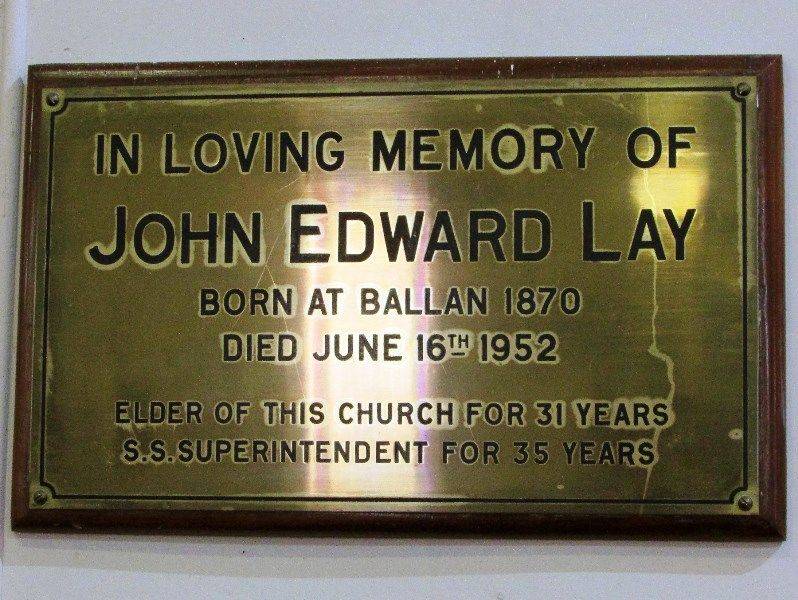 IN LOVING MEMORY OF
JOHN EDWARD LAY
BORN AT BALLAN 1870
DIED JUNE 16TH 1952
ELDER OF THIS CHURCH FOR 31 YEARS
S.S.SUPERINTENDENT FOR 35 YEARS